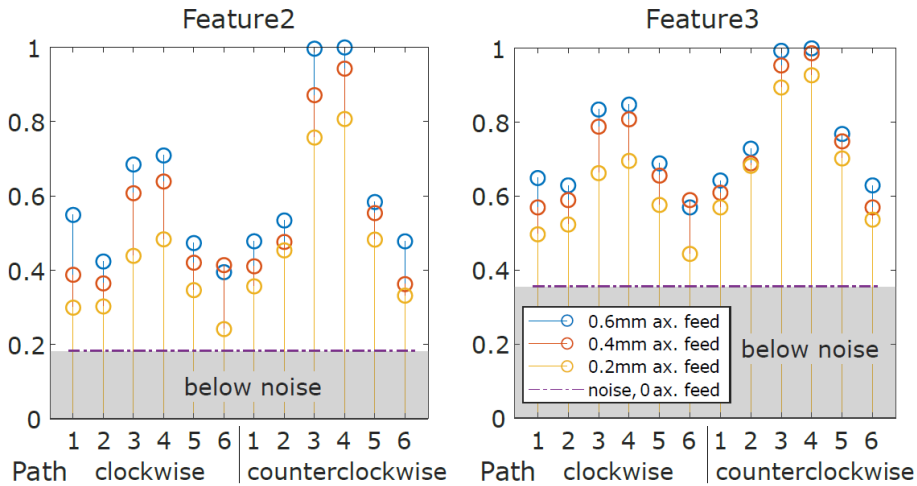 Feature2
1
0.8
0.6
0.4
0.2
0
below noise
1 2 3 4 5 6 1 2 3 4 5 6
Path clockwise counterclockwise
Feature3
1
0.8
0.6
0.4
0.2
0
0.6mm ax. feed
0.4mm ax. feed
0.2mm ax. feed
noise, 0 ax. feed
below noise
1 2 3 4 5 6 1 2 3 4 5 6
Path clockwise counterclockwise